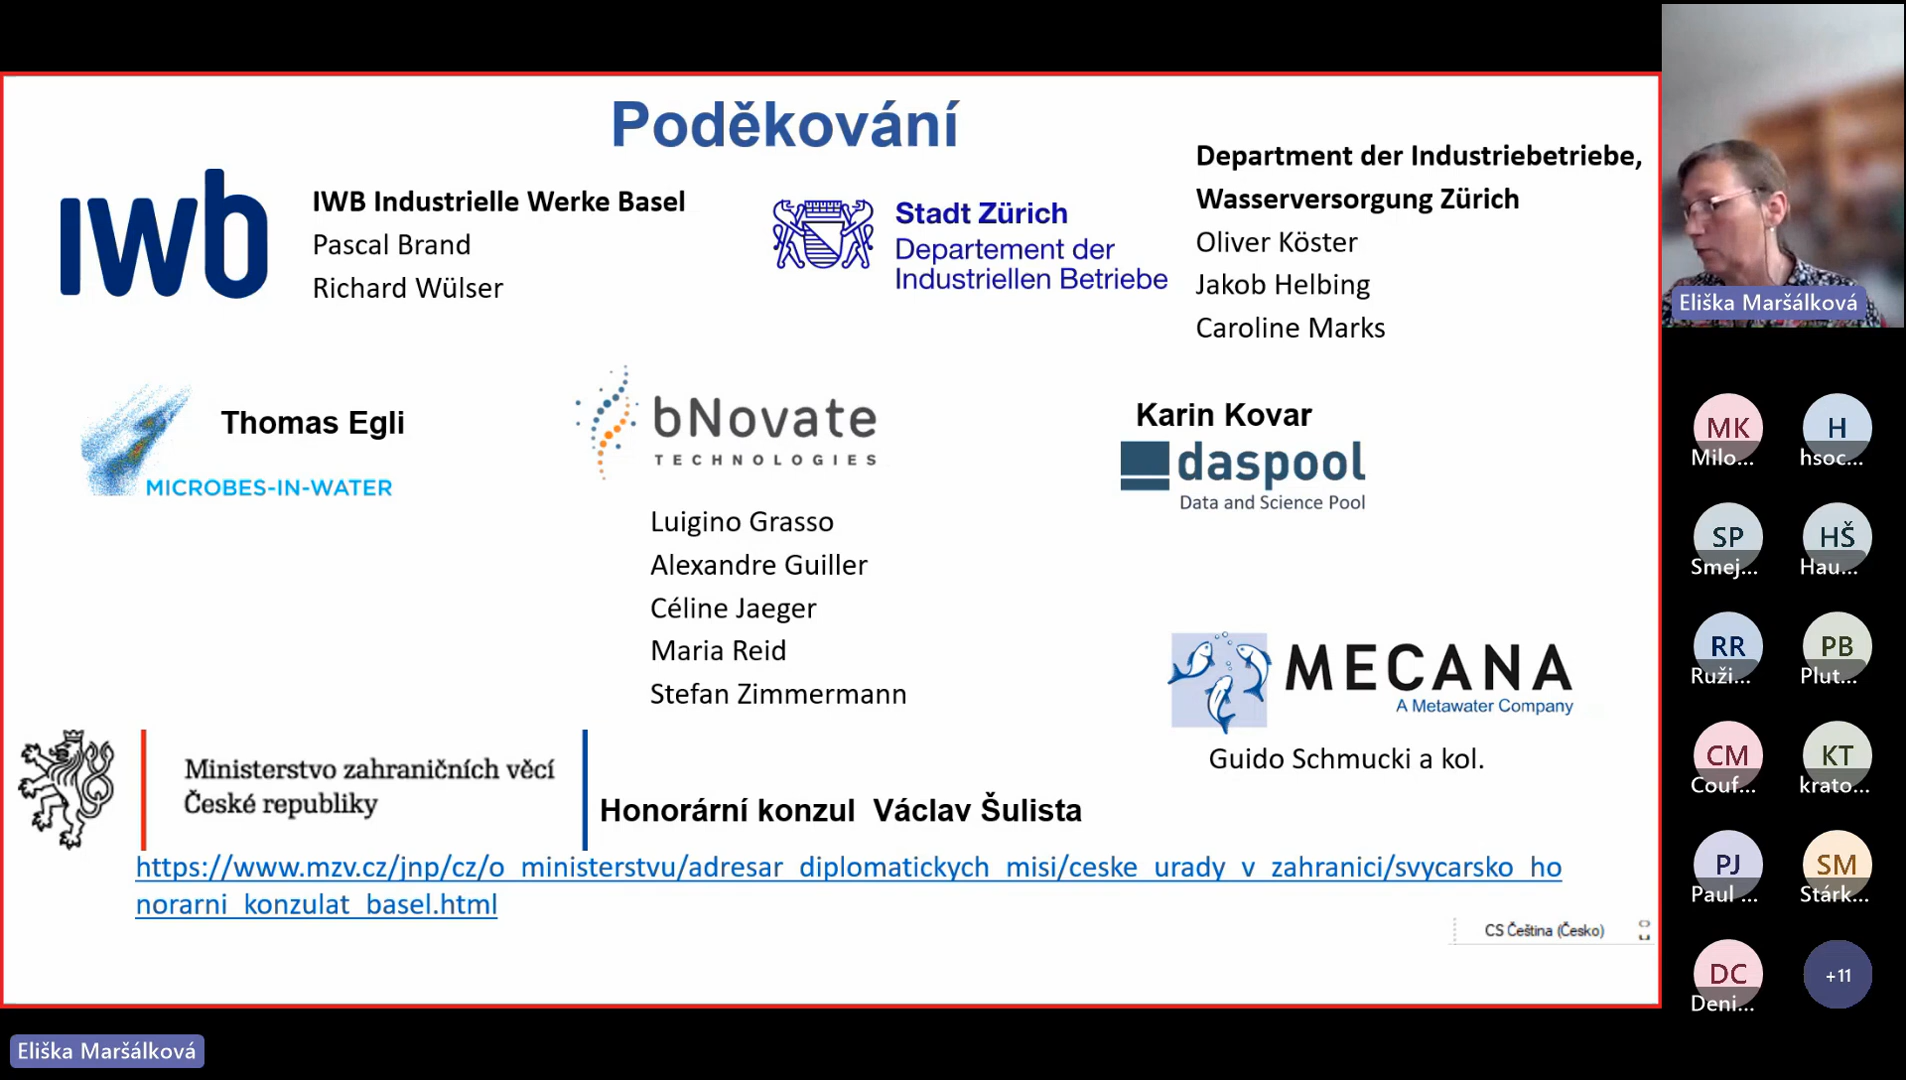 Poděkování
iwb
IWB Industrielle Werke Basel
Pascal Brand
Richard Wülser
Stadt Zürich
Departement der
Industriellen Betriebe
Department der Industriebetriebe,
Wasserversorgung Zürich
Oliver Köster
Jakob Helbing
Caroline Marks
Thomas Egli
MICROBES-IN-WATER
bNovate
TECHNOLOGIES
Luigino Grasso
Alexandre Guiller
Céline Jaeger
Maria Reid
Stefan Zimmermann
Karin Kovar
daspool
Data and Science Pool
MECANA
A Metawater Company
Guido Schmucki a kol.
Ministerstvo zahraničních věcí
České republiky
Honorární konzul  Václav Šulista
https://www.mzv.cz/jnp/cz/o_ministerstvu/adresar_diplomatickych_misi/ceske_urady_v_zahranici/svycarsko_ho
norarni_konzulat_basel.html
CS Čeština (Česko)
Eliška Maršálková
Eliška Maršálková
MK
Milo...
H
hsoc...
SP
Smej...
HŠ
Hau...
RR
Ruži...
PB
Plut...
CM
Couf...
KT
krato...
PJ
Paul ...
SM
Stárk...
DC
Deni...
+11